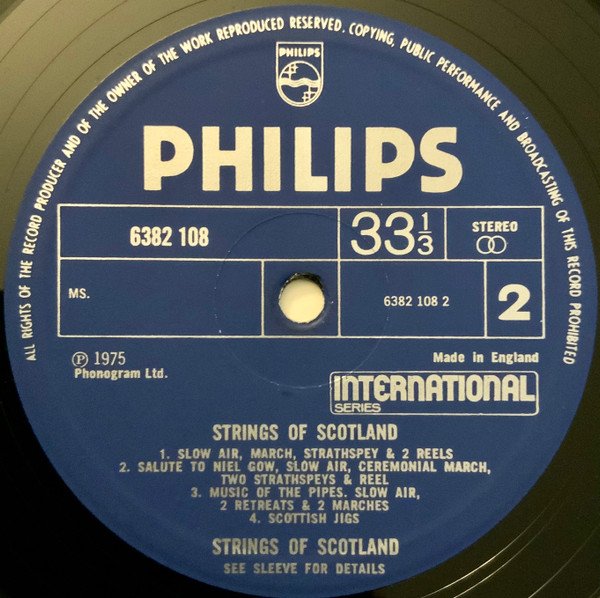 ALL RIGHTS OF THE RECORD PRODUCER AND OF THE OWNER OF THE WORK REPRODUCED RESERVED. COPYING, PUBLIC PERFORMANCE AND BROADCASTING OF THIS RECORD PROHIBITED
PHILIPS
PHILIPS
6382 108
33 1/3
STEREO
MS.
6382 108 2
2
℗ 1975
Phonogram Ltd.
Made in England
INTERNATIONAL
SERIES
STRINGS OF SCOTLAND
1. SLOW AIR, MARCH, STRATHSPEY & 2 REELS
2. SALUTE TO NIEL GOW, SLOW AIR, CEREMONIAL MARCH,
TWO STRATHSPEYS & REEL
3. MUSIC OF THE PIPES. SLOW AIR,
2 RETREATS & 2 MARCHES
4. SCOTTISH JIGS
STRINGS OF SCOTLAND
SEE SLEEVE FOR DETAILS